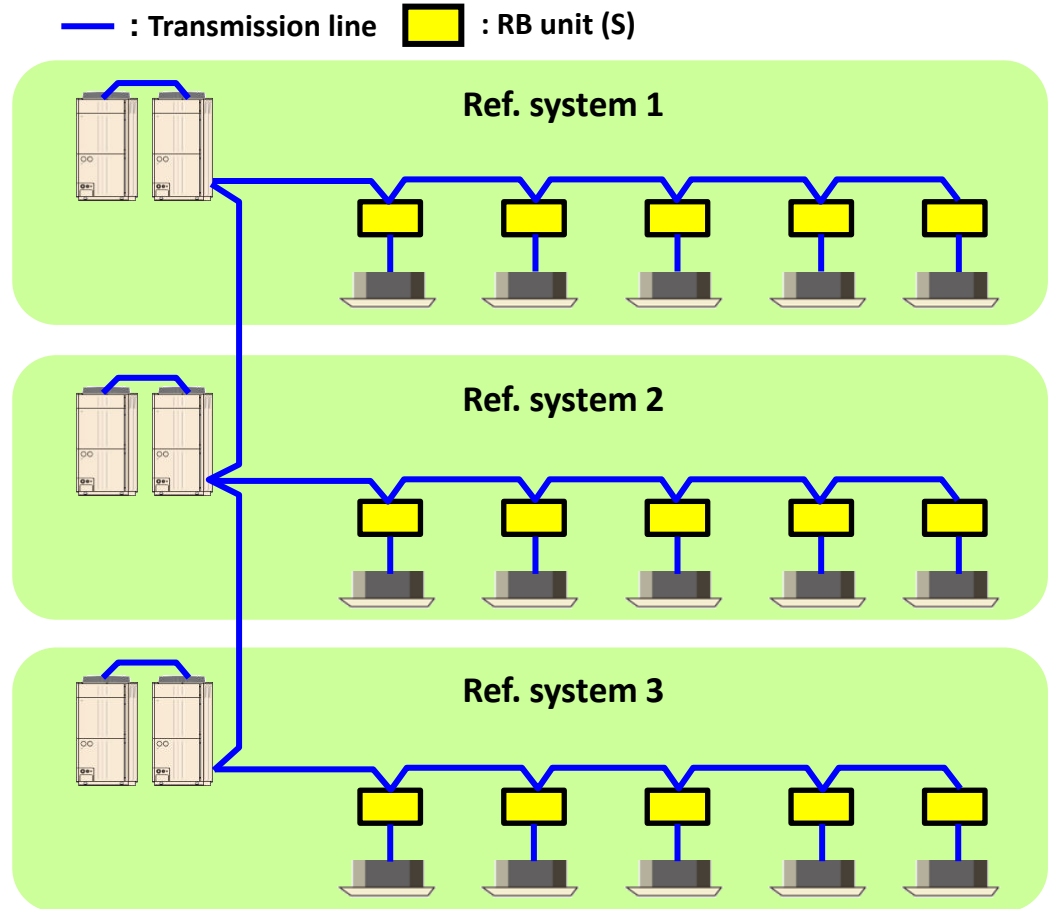 : Transmission line : RB unit (S)
Ref. system 1
Ref. system 2
Ref. system 3